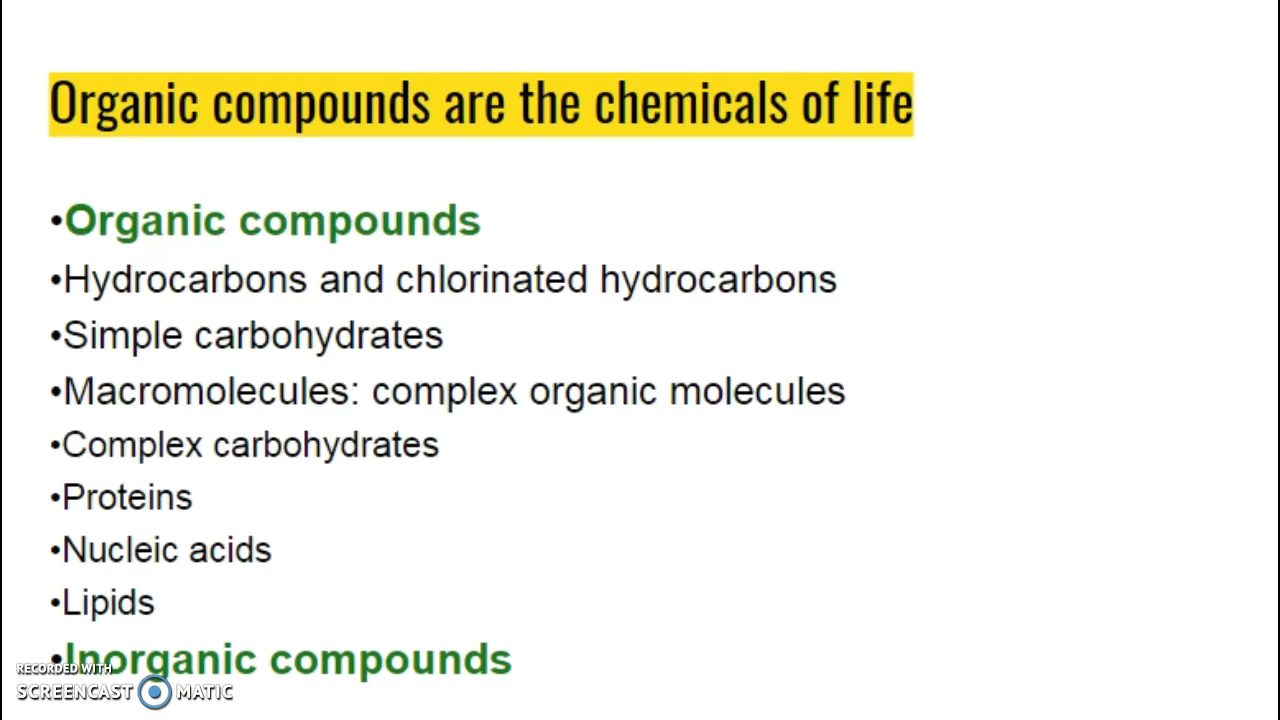 Organic compounds are the chemicals of life
•Organic compounds
•Hydrocarbons and chlorinated hydrocarbons
•Simple carbohydrates
•Macromolecules: complex organic molecules
•Complex carbohydrates
•Proteins
•Nucleic acids
•Lipids
•Inorganic compounds
RECORDED WITH
SCREENCAST MATIC